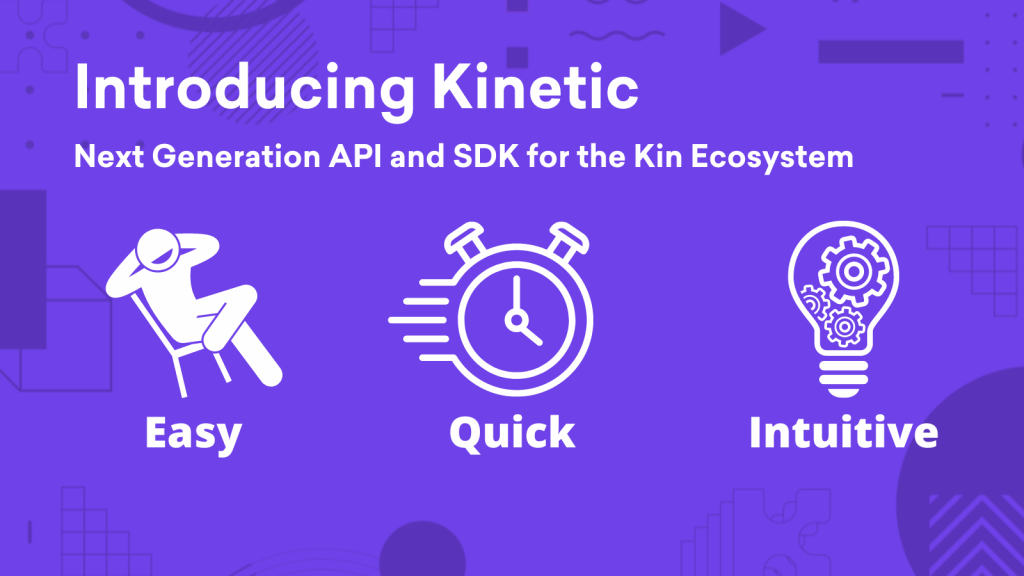 Introducing Kinetic
Next Generation API and SDK for the Kin Ecosystem
Easy
Quick
Intuitive